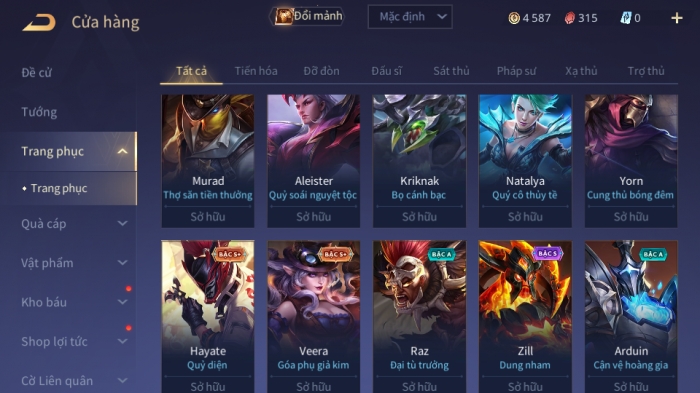 Cửa hàng
Đổi mảnh
Mặc định
4 587
315
0
Đề cử
Tướng
Trang phục
Trang phục
Quà cáp
Vật phẩm
Kho báu
Shop lợi tức
Cờ Liên quân
Tất cả Tiến hóa Đỡ đòn Đấu sĩ Sát thủ Pháp sư Xạ thủ Trợ thủ
Murad
Thợ săn tiền thưởng
Sở hữu
Aleister
Quỷ soái nguyệt tộc
Sở hữu
Kriknak
Bọ cánh bạc
Sở hữu
Natalya
Quý cô thủy tề
Sở hữu
Yorn
Cung thủ bóng đêm
Sở hữu
BẬC S+
Hayate
Quỷ diện
Sở hữu
BẬC S+
Veera
Góa phụ giả kim
Sở hữu
BẬC A
Raz
Đại tù trưởng
Sở hữu
BẬC S
Zill
Dung nham
Sở hữu
BẬC A
Arduin
Cận vệ hoàng gia
Sở hữu